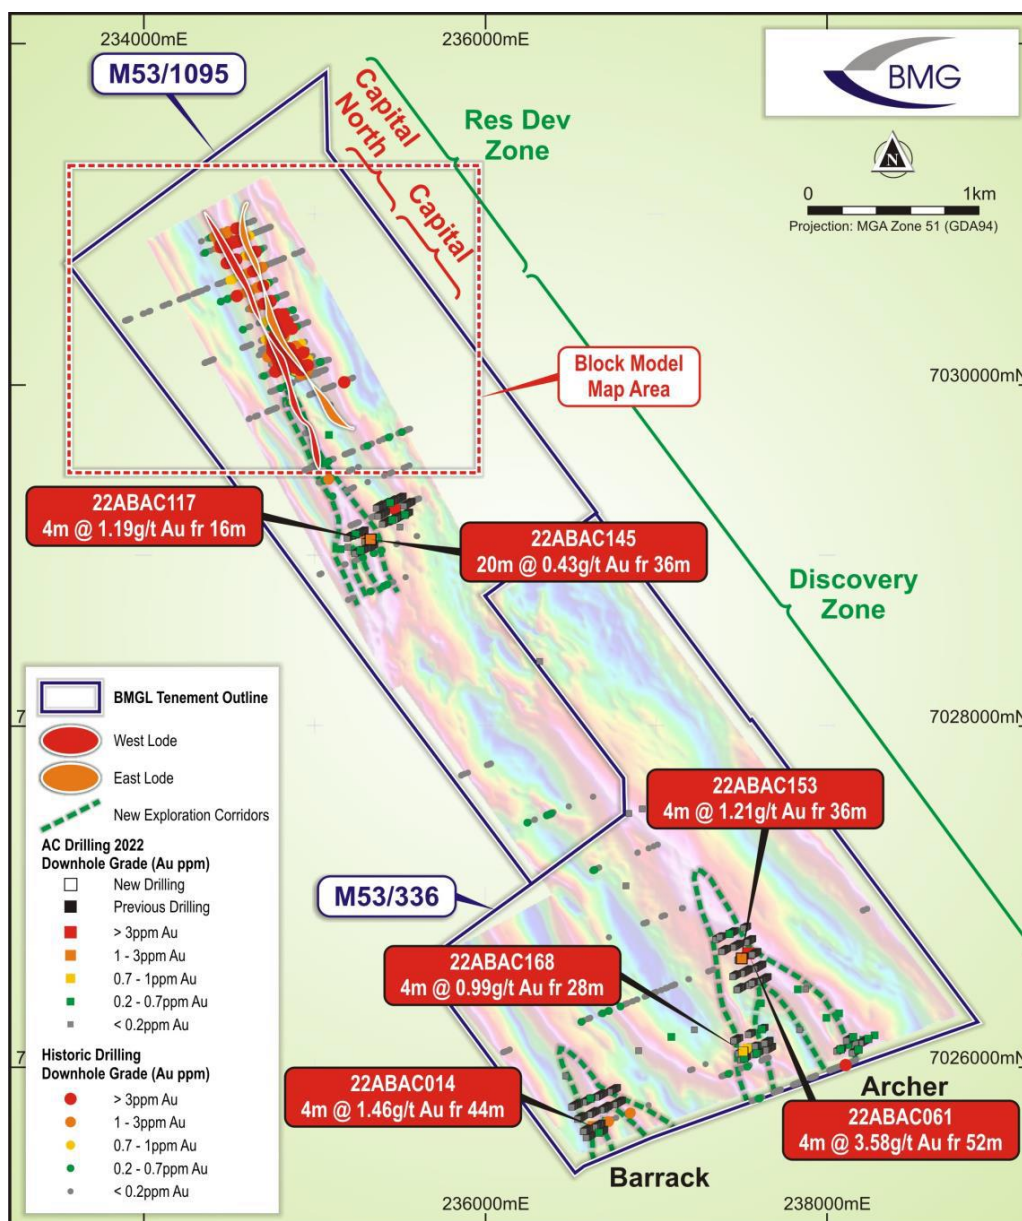 234000mE
236000mE
M53/1095
Capital
North
Capital
Res Dev
Zone
BMG
N
0
1km
Projection: MGA Zone 51 (GDA94)
7030000mN
Block Model
Map Area
22ABAC117
4m @ 1.19g/t Au fr 16m
22ABAC145
20m @ 0.43g/t Au fr 36m
Discovery
Zone
BMGL Tenement Outline
West Lode
East Lode
New Exploration Corridors
AC Drilling 2022
Downhole Grade (Au ppm)
New Drilling
Previous Drilling
> 3ppm Au
1 - 3ppm Au
0.7 - 1ppm Au
0.2 - 0.7ppm Au
< 0.2ppm Au
Historic Drilling
Downhole Grade (Au ppm)
> 3ppm Au
1 - 3ppm Au
0.7 - 1ppm Au
0.2 - 0.7ppm Au
< 0.2ppm Au
7
7028000mN
22ABAC153
4m @ 1.21g/t Au fr 36m
M53/336
22ABAC168
4m @ 0.99g/t Au fr 28m
7
7026000mN
22ABAC014
4m @ 1.46g/t Au fr 44m
Archer
22ABAC061
4m @ 3.58g/t Au fr 52m
Barrack
236000mE
238000mE